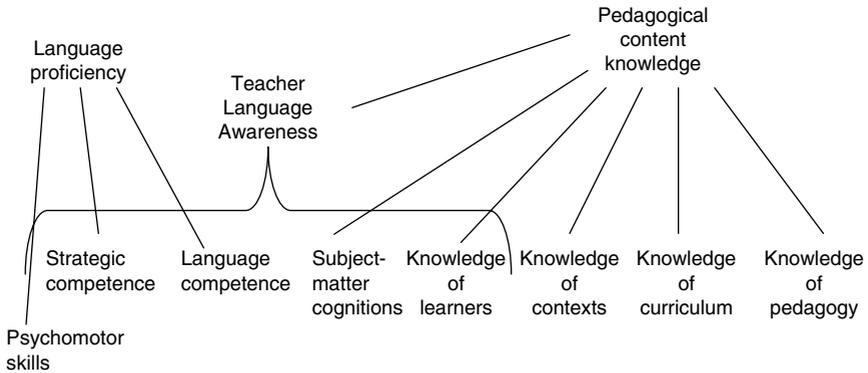 Pedagogical
content
knowledge
Language
proficiency
Teacher
Language
Awareness
Strategic
competence
Language
competence
Subject-
matter
cognitions
Knowledge
of
learners
Knowledge
of
contexts
Knowledge
of
curriculum
Knowledge
of
pedagogy
Psychomotor
skills